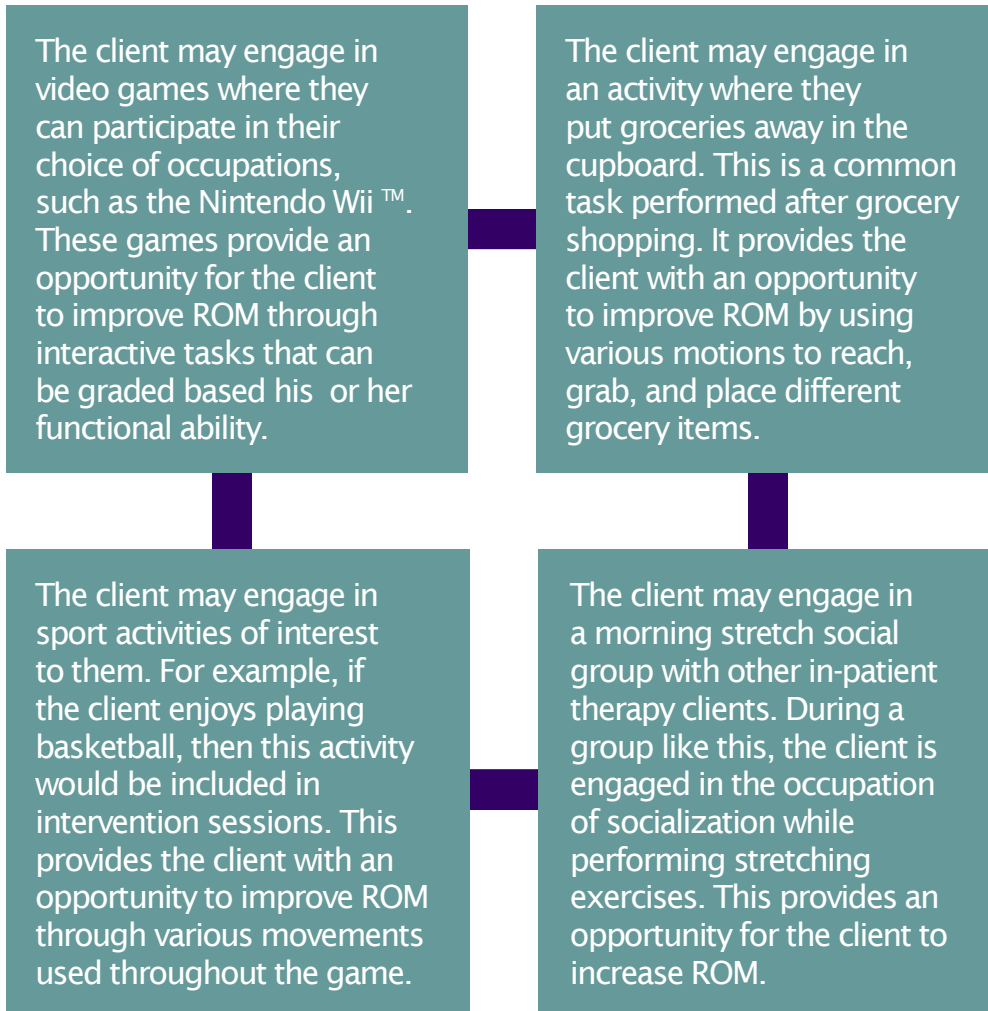 The client may engage in
video games where they
can participate in their
choice of occupations,
such as the Nintendo Wii ™.
These games provide an
opportunity for the client
to improve ROM through
interactive tasks that can
be graded based his  or her
functional ability.
The client may engage in
an activity where they
put groceries away in the
cupboard. This is a common
task performed after grocery
shopping. It provides the
client with an opportunity
to improve ROM by using
various motions to reach,
grab, and place different
grocery items.
The client may engage in
sport activities of interest
to them. For example, if
the client enjoys playing
basketball, then this activity
would be included in
intervention sessions. This
provides the client with an
opportunity to improve ROM
through various movements
used throughout the game.
The client may engage in
a morning stretch social
group with other in-patient
therapy clients. During a
group like this, the client is
engaged in the occupation
of socialization while
performing stretching
exercises. This provides an
opportunity for the client to
increase ROM.